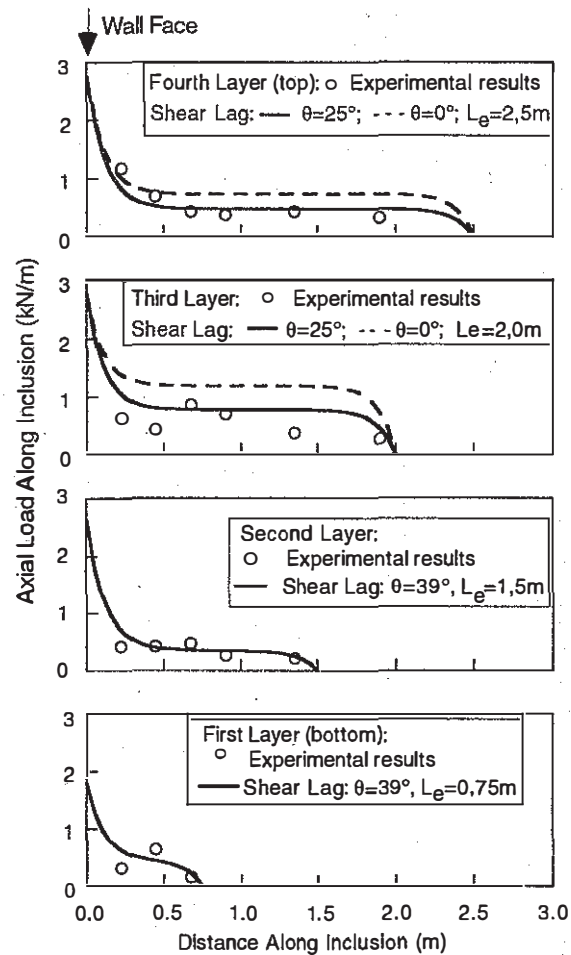 Wall Face
3
Fourth Layer (top): o Experimental results
Shear Lag: — θ=25°; --- θ=0°; Le=2,5m
2
1
0
3
Third Layer: o Experimental results
Shear Lag: — θ=25°; --- θ=0°; Le=2,0m
2
1
0
Axial Load Along Inclusion (kN/m)
3
Second Layer:
o Experimental results
Shear Lag: θ=39°, Le=1,5m
2
1
0
3
First Layer (bottom):
o Experimental results
Shear Lag: θ=39°, Le=0,75m
2
1
0
0.0 0.5 1.0 1.5 2.0 2.5 3.0
Distance Along Inclusion (m)